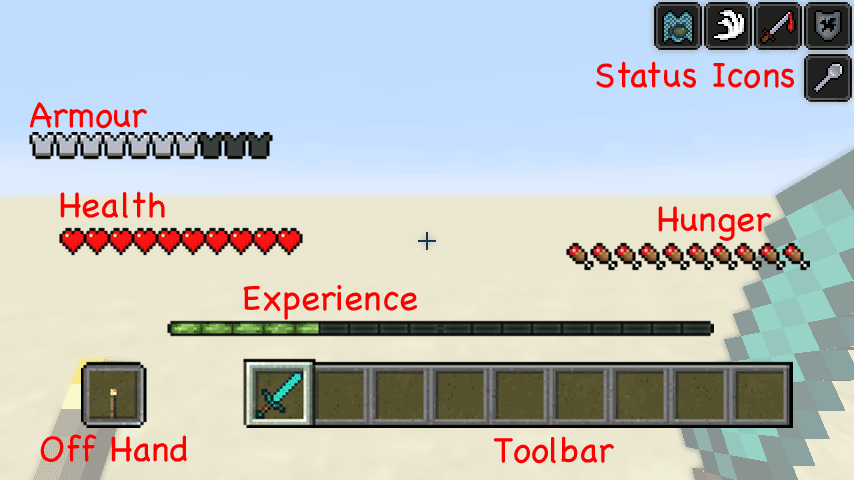 Status Icons
Armour
Health
Hunger
Experience
Off Hand
Toolbar